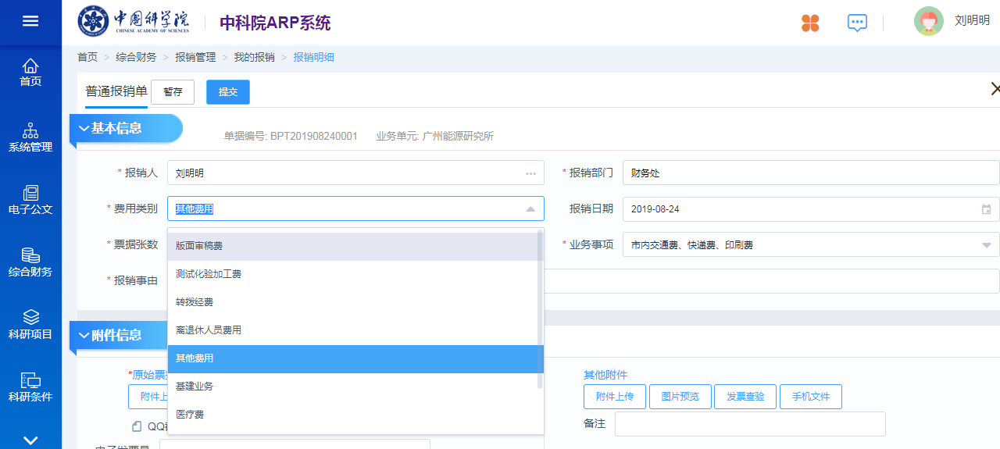 中国科学院
CHINESE ACADEMY OF SCIENCES
中科院ARP系统
刘明明
首页
系统管理
电子公文
综合财务
科研项目
科研条件
首页 > 综合财务 > 报销管理 > 我的报销 > 报销明细
普通报销单 暂存 提交
基本信息 单据编号: BPT201908240001 业务单元: 广州能源研究所
* 报销人 刘明明 * 报销部门 财务处
* 费用类别 其他费用 报销日期 2019-08-24
* 票据张数 * 业务事项 市内交通费、快递费、印刷费
* 报销事由
版面审稿费
测试化验加工费
转拨经费
离退休人员费用
其他费用
基建业务
医疗费
附件信息
*原始票
附件上
QQ
其他附件
附件上传 图片预览 发票查验 手机文件
备注